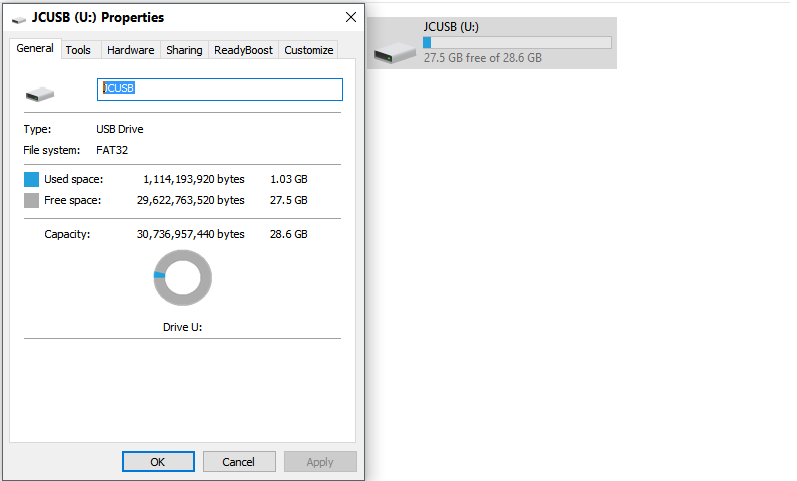 JCUSB (U:) Properties
General Tools Hardware Sharing ReadyBoost Customize
JCUSB
Type: USB Drive
File system: FAT32
Used space: 1,114,193,920 bytes 1.03 GB
Free space: 29,622,763,520 bytes 27.5 GB
Capacity: 30,736,957,440 bytes 28.6 GB
Drive U:
OK Cancel Apply
JCUSB (U:)
27.5 GB free of 28.6 GB